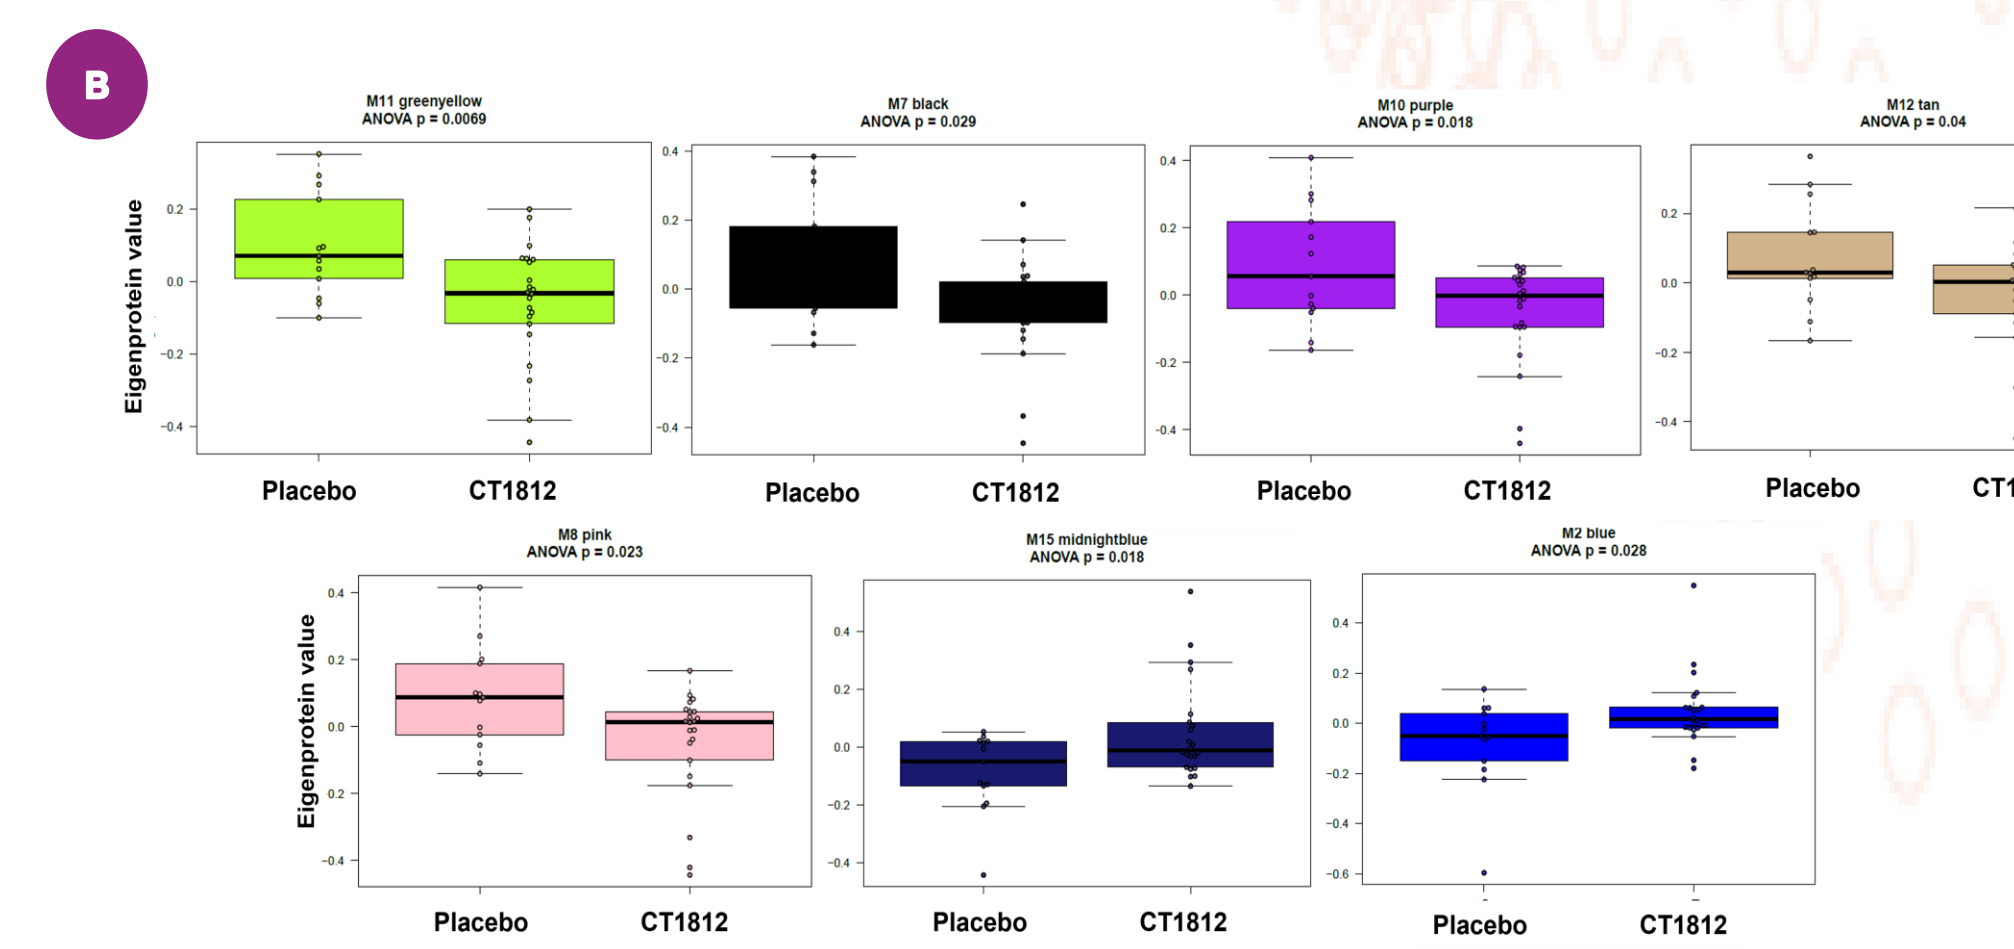 B
M11 greenyellow
ANOVA p = 0.0069
M7 black
ANOVA p = 0.029
M10 purple
ANOVA p = 0.018
M12 tan
ANOVA p = 0.04
Eigenprotein value
0.2
0.0
−0.2
−0.4
0.4
0.2
0.0
−0.2
−0.4
0.4
0.2
0.0
−0.2
−0.4
0.2
0.0
−0.2
−0.4
Placebo
CT1812
Placebo
CT1812
Placebo
CT1812
Placebo
CT1
M8 pink
ANOVA p = 0.023
M15 midnightblue
ANOVA p = 0.018
M2 blue
ANOVA p = 0.028
Eigenprotein value
0.4
0.2
0.0
0.2
−0.4
0.4
0.2
0.0
−0.2
−0.4
0.4
0.2
0.0
−0.2
−0.4
−0.6
Placebo
CT1812
Placebo
CT1812
Placebo
CT1812